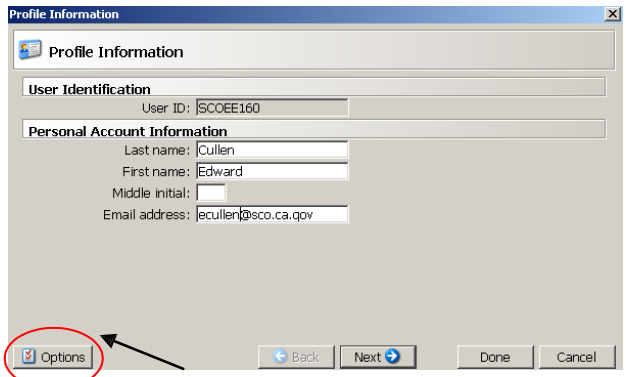 Profile Information
Profile Information
User Identification
User ID: SCOEE160
Personal Account Information
Last name: Cullen
First name: Edward
Middle initial:
Email address: ecullen@sco.ca.gov
Options Back Next Done Cancel